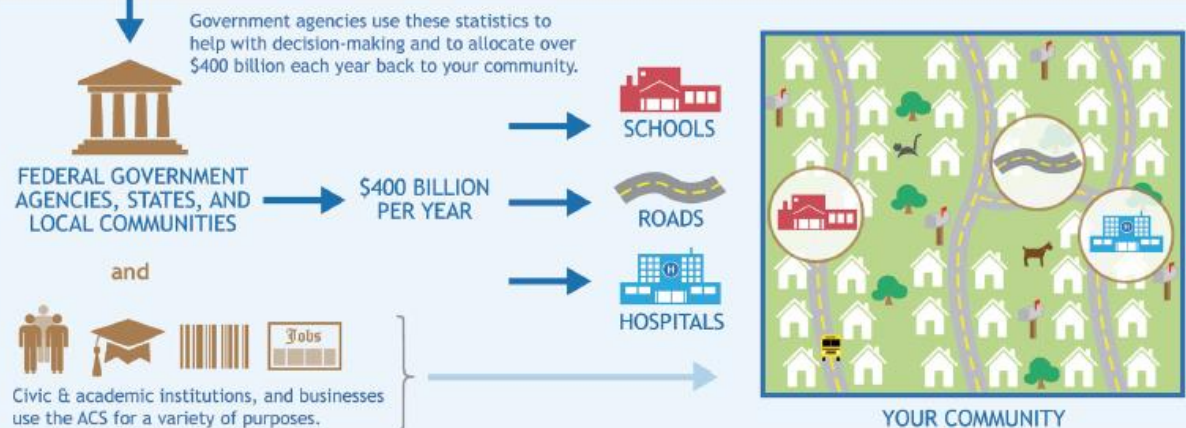 Government agencies use these statistics to
help with decision-making and to allocate over
$400 billion each year back to your community.
FEDERAL GOVERNMENT
AGENCIES, STATES, AND
LOCAL COMMUNITIES
$400 BILLION
PER YEAR
SCHOOLS
ROADS
H
HOSPITALS
and
Jobs
Civic & academic institutions, and businesses
use the ACS for a variety of purposes.
H
YOUR COMMUNITY